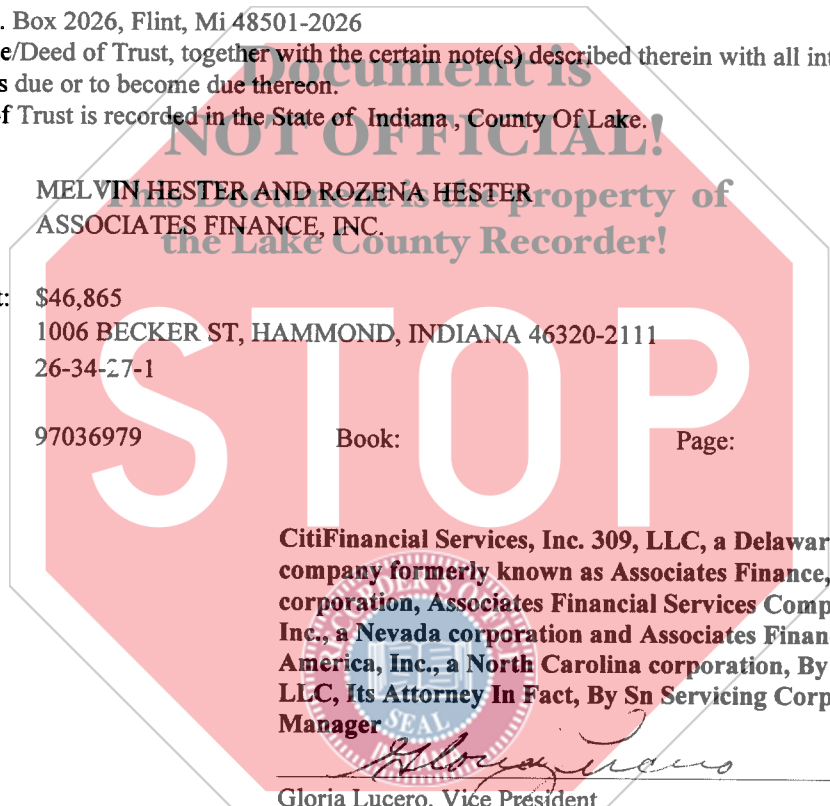 . Box 2026, Flint, Mi 48501-2026
e/Deed of Trust, together with the certain note(s) described therein with all int
s due or to become due thereon.
f Trust is recorded in the State of Indiana , County Of Lake.
Document is
NOT OFFICIAL!
This Document is the property of
the Lake County Recorder!
MELVIN HESTER AND ROZENA HESTER
ASSOCIATES FINANCE, INC.
t: $46,865
1006 BECKER ST, HAMMOND, INDIANA 46320-2111
26-34-27-1
STOP
97036979 Book: Page:
CitiFinancial Services, Inc. 309, LLC, a Delawar
company formerly known as Associates Finance,
corporation, Associates Financial Services Comp
Inc., a Nevada corporation and Associates Finan
America, Inc., a North Carolina corporation, By
LLC, Its Attorney In Fact, By Sn Servicing Corp
Manager
RECORDER'S OFFICE
SEAL
Gloria Lucero
Gloria Lucero, Vice President